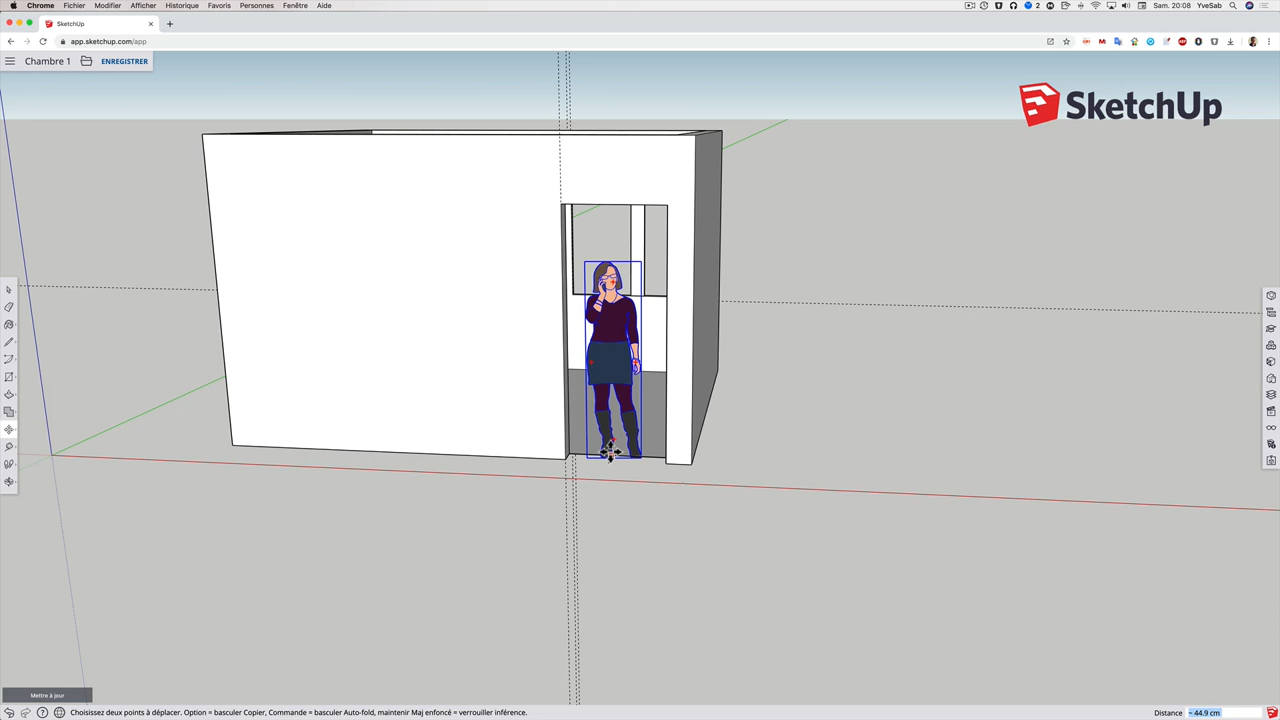 Chrome Fichier Modifier Afficher Historique Favoris Personnes Fenêtre Aide 2 Sam. 20:08 YveSab
SketchUp
app.sketchup.com/app
Chambre 1 ENREGISTRER
SketchUp
Mettre à jour
Choisissez deux points à déplacer. Option = basculer Copier, Commande = basculer Auto-fold, maintenir Maj enfoncé = verrouiller inférence. Distance ~ 44.9 cm